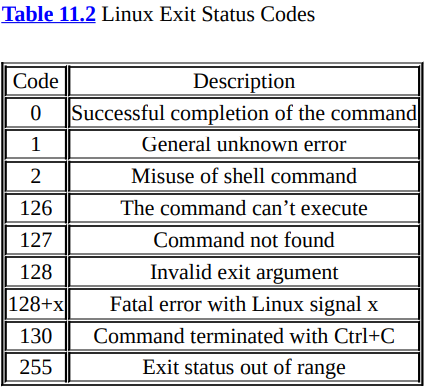 Table 11.2 Linux Exit Status Codes
Code Description
0 Successful completion of the command
1 General unknown error
2 Misuse of shell command
126 The command can’t execute
127 Command not found
128 Invalid exit argument
128+x Fatal error with Linux signal x
130 Command terminated with Ctrl+C
255 Exit status out of range